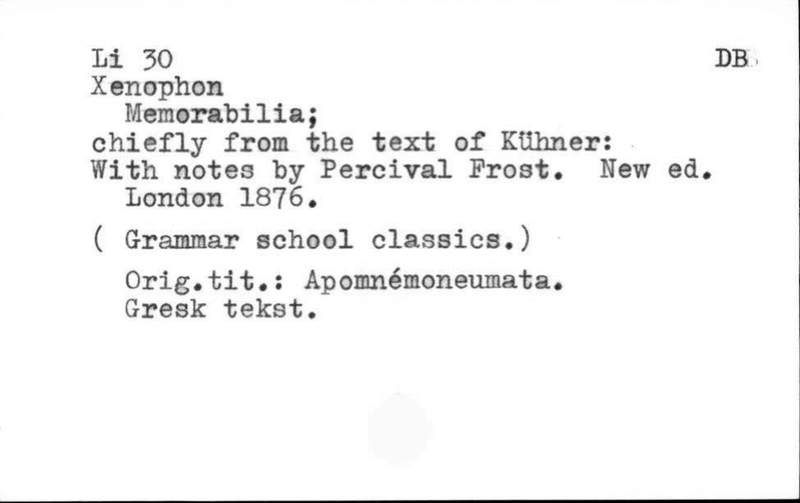 Li 30 DB
Xenophon
Memorabilia;
chiefly from the text of Kühner:
With notes by Percival Frost. New ed.
London 1876.
( Grammar school classics.)
Orig.tit.: Apomnémoneumata.
Gresk tekst.